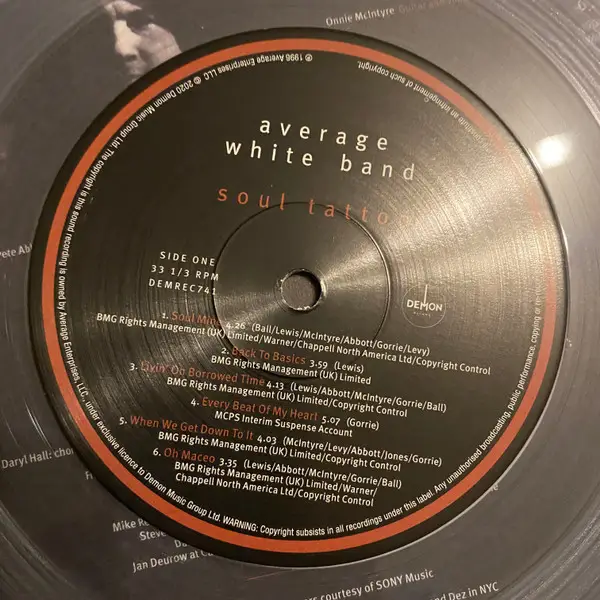 Onnie McIntyre
℗ 1996 Average Enterprises LLC © 2020 Demon Music Group Ltd. The copyright in this sound recording is owned by Average Enterprises, LLC, under exclusive licence to Demon Music Group Ltd. WARNING: Copyright subsists in all recordings under this label. Any unauthorised broadcasting, public performance, copying or
an infringement of such copyright.
average
white band
soul tatto
Pete
SIDE ONE
33 1/3 RPM
DEMREC741
DEMON
1. Soul Mine 4.26 (Ball/Lewis/McIntyre/Abbott/Gorrie/Levy)
BMG Rights Management (UK) Limited/Warner/Chappell North America Ltd/Copyright Control
2. Back To Basics 3.59 (Lewis)
BMG Rights Management (UK) Limited
3. Livin' On Borrowed Time 4.13 (Lewis/Abbott/McIntyre/Gorrie/Ball)
BMG Rights Management (UK) Limited/Copyright Control
4. Every Beat Of My Heart 5.07 (Gorrie)
MCPS Interim Suspense Account
5. When We Get Down To It 4.03 (McIntyre/Levy/Abbott/Jones/Gorrie)
BMG Rights Management (UK) Limited/Copyright Control
6. Oh Maceo 3.35 (Lewis/Abbott/McIntyre/Gorrie/Ball)
BMG Rights Management (UK) Limited/Warner/
Chappell North America Ltd/Copyright Control
Daryl Hall:
Mike
Steve
Jan Deurow at
courtesy of SONY Music
and Dez in NYC